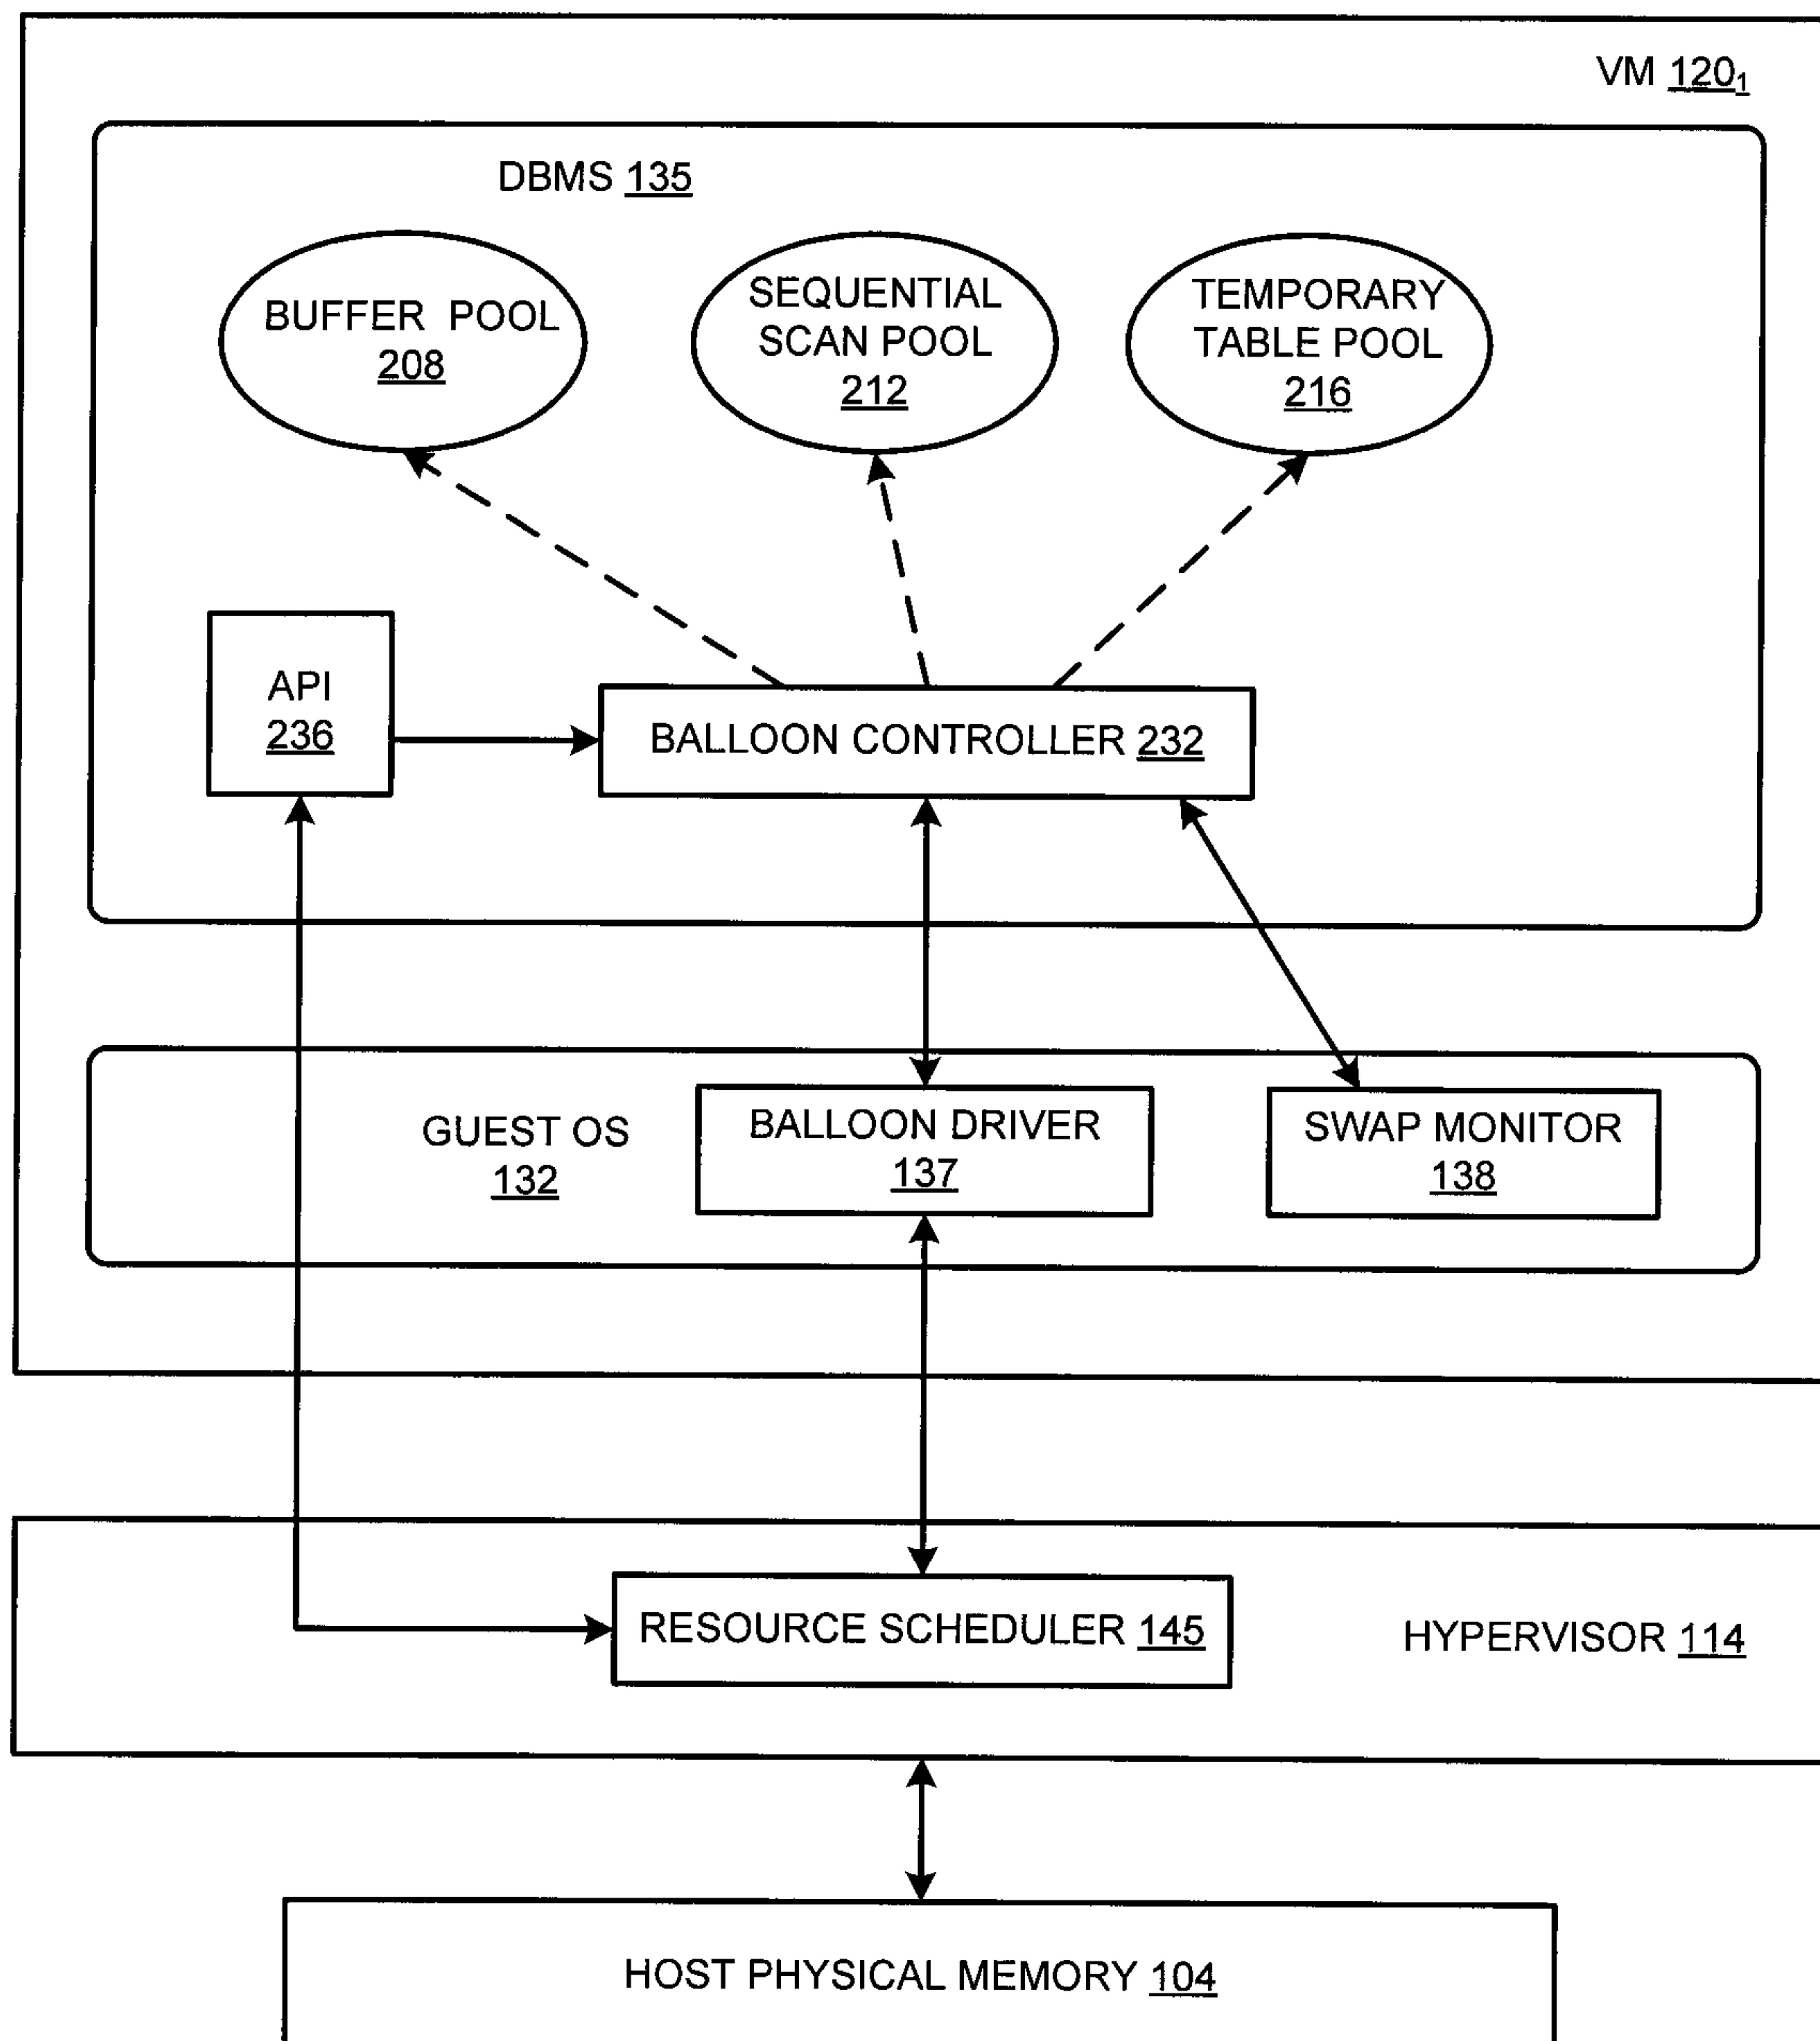 VM 120₁
DBMS 135
BUFFER POOL
208
SEQUENTIAL
SCAN POOL
212
TEMPORARY
TABLE POOL
216
API
236
BALLOON CONTROLLER 232
GUEST OS
132
BALLOON DRIVER
137
SWAP MONITOR
138
RESOURCE SCHEDULER 145
HYPERVISOR 114
HOST PHYSICAL MEMORY 104